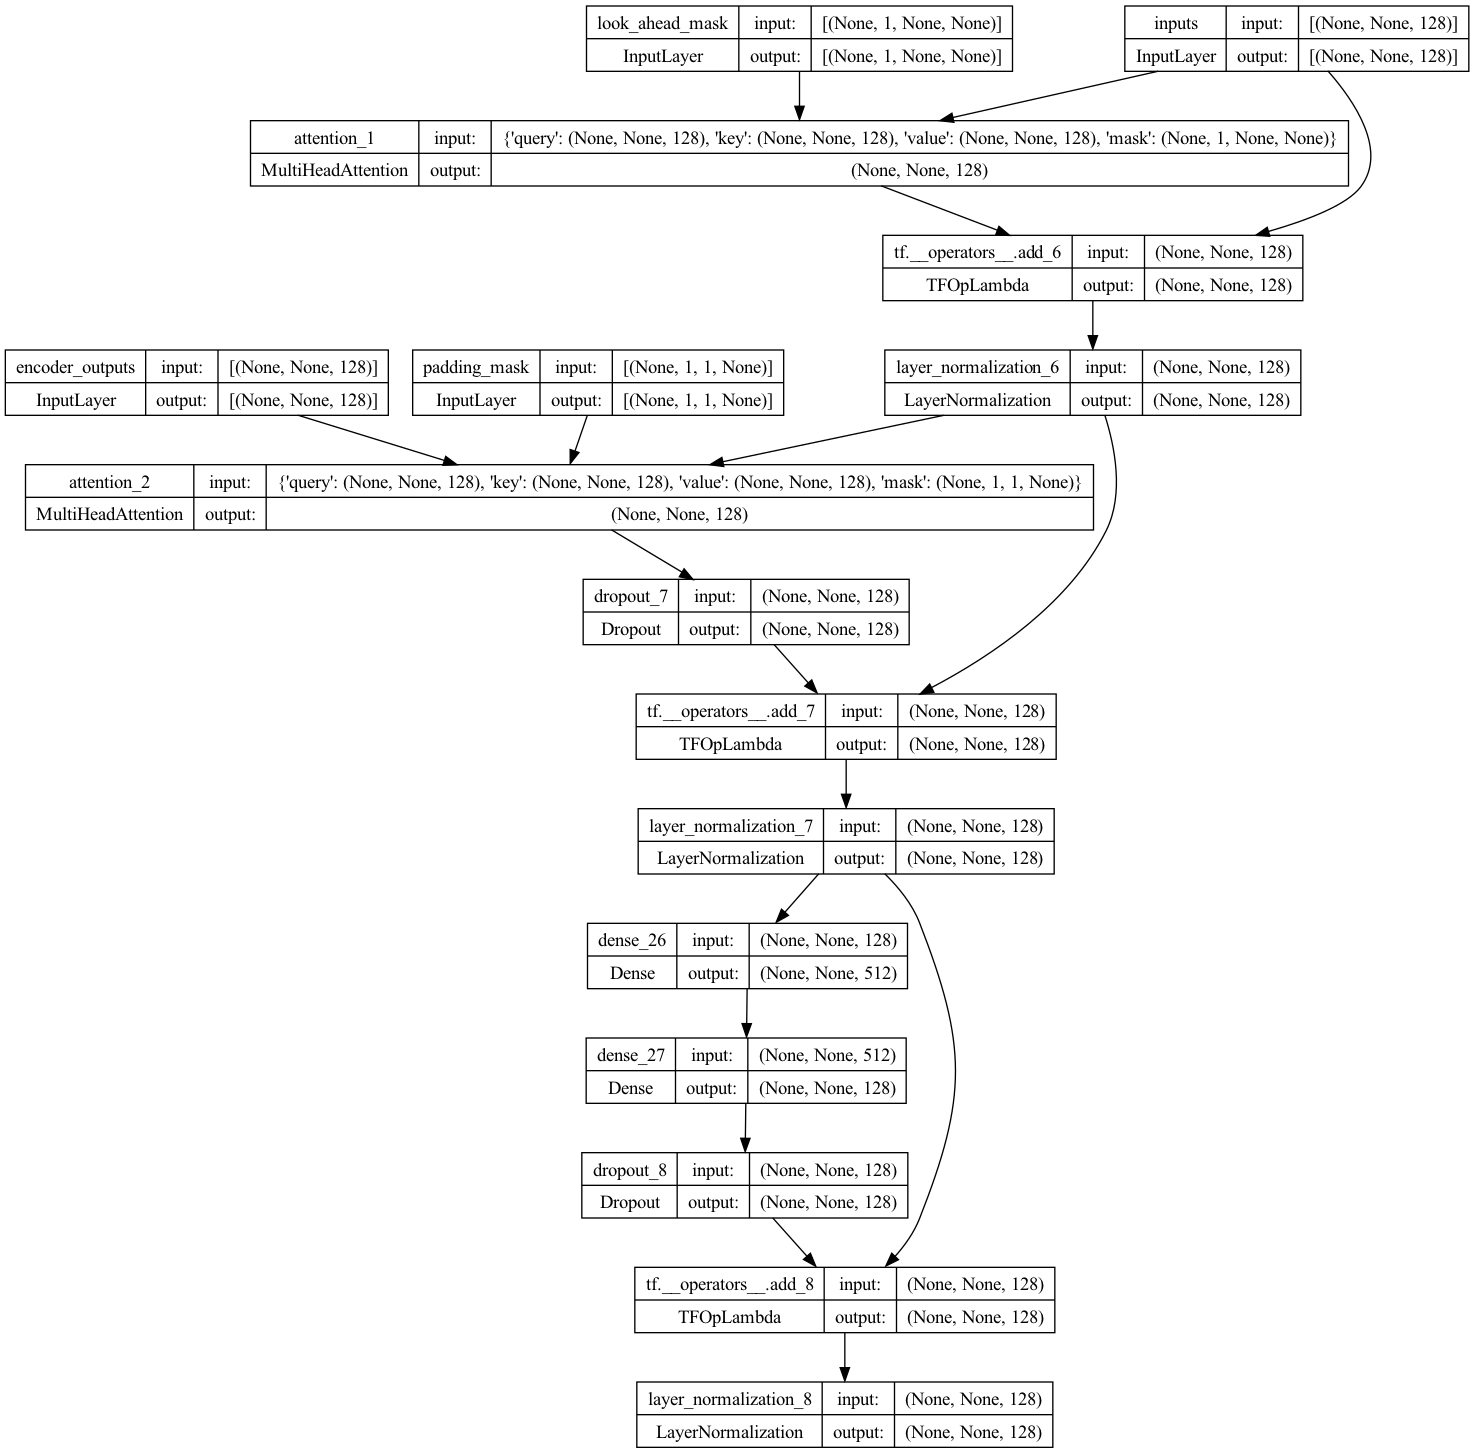 look_ahead_mask input: [(None, 1, None, None)]
InputLayer output: [(None, 1, None, None)]
inputs input: [(None, None, 128)]
InputLayer output: [(None, None, 128)]
attention_1 input: {'query': (None, None, 128), 'key': (None, None, 128), 'value': (None, None, 128), 'mask': (None, 1, None, None)}
MultiHeadAttention output: (None, None, 128)
tf.__operators__.add_6 input: (None, None, 128)
TFOpLambda output: (None, None, 128)
encoder_outputs input: [(None, None, 128)]
InputLayer output: [(None, None, 128)]
padding_mask input: [(None, 1, 1, None)]
InputLayer output: [(None, 1, 1, None)]
layer_normalization_6 input: (None, None, 128)
LayerNormalization output: (None, None, 128)
attention_2 input: {'query': (None, None, 128), 'key': (None, None, 128), 'value': (None, None, 128), 'mask': (None, 1, 1, None)}
MultiHeadAttention output: (None, None, 128)
dropout_7 input: (None, None, 128)
Dropout output: (None, None, 128)
tf.__operators__.add_7 input: (None, None, 128)
TFOpLambda output: (None, None, 128)
layer_normalization_7 input: (None, None, 128)
LayerNormalization output: (None, None, 128)
dense_26 input: (None, None, 128)
Dense output: (None, None, 512)
dense_27 input: (None, None, 512)
Dense output: (None, None, 128)
dropout_8 input: (None, None, 128)
Dropout output: (None, None, 128)
tf.__operators__.add_8 input: (None, None, 128)
TFOpLambda output: (None, None, 128)
layer_normalization_8 input: (None, None, 128)
LayerNormalization output: (None, None, 128)